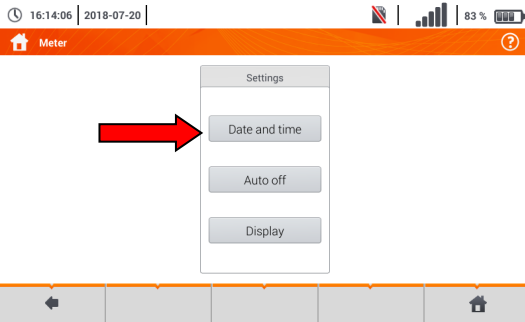 16:14:06 2018-07-20 83 %
Meter ?
Settings
Date and time
Auto off
Display